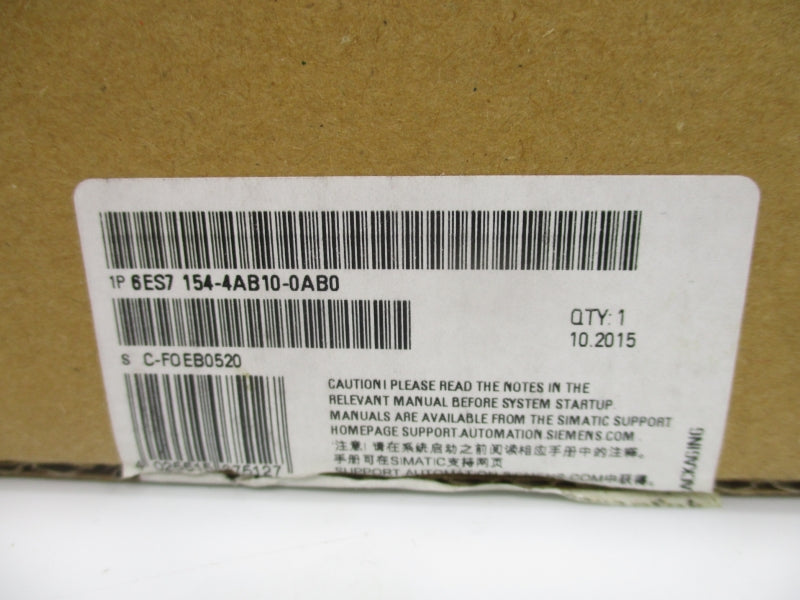 1P 6ES7 154-4AB10-0AB0
QTY: 1
10.2015
S C-F0EB0520
CAUTION! PLEASE READ THE NOTES IN THE
RELEVANT MANUAL BEFORE SYSTEM STARTUP.
MANUALS ARE AVAILABLE FROM THE SIMATIC SUPPORT
HOMEPAGE SUPPORT.AUTOMATION.SIEMENS.COM.
注意! 请在系统启动之前阅读相应手册中的注释。
手册可在SIMATIC支持网页
中获得。